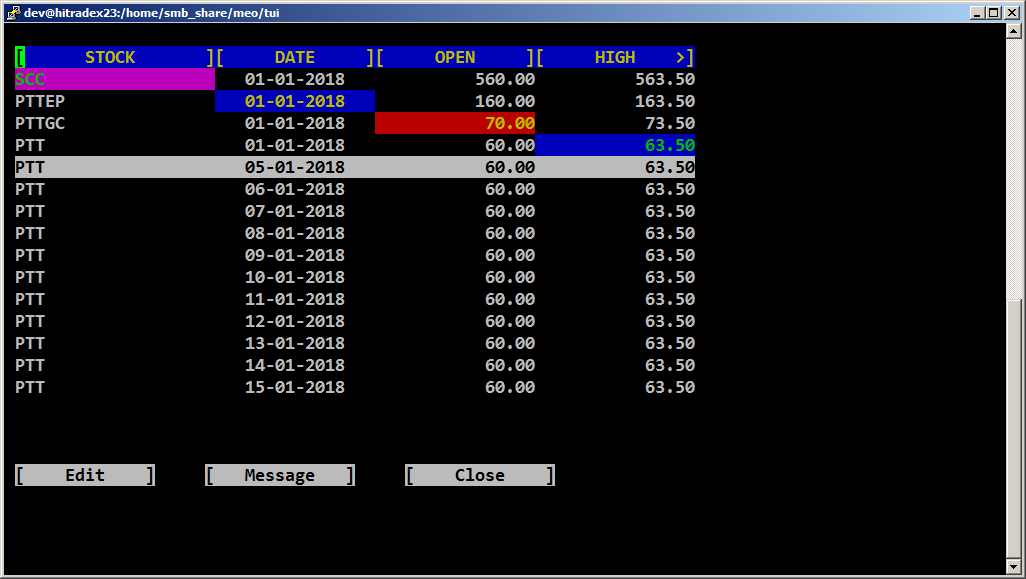 dev@hitradex23:/home/smb_share/meo/tui
[ STOCK ][ DATE ][ OPEN ][ HIGH >]
SCC 01-01-2018 560.00 563.50
PTTEP 01-01-2018 160.00 163.50
PTTGC 01-01-2018 70.00 73.50
PTT 01-01-2018 60.00 63.50
PTT 05-01-2018 60.00 63.50
PTT 06-01-2018 60.00 63.50
PTT 07-01-2018 60.00 63.50
PTT 08-01-2018 60.00 63.50
PTT 09-01-2018 60.00 63.50
PTT 10-01-2018 60.00 63.50
PTT 11-01-2018 60.00 63.50
PTT 12-01-2018 60.00 63.50
PTT 13-01-2018 60.00 63.50
PTT 14-01-2018 60.00 63.50
PTT 15-01-2018 60.00 63.50
[ Edit ] [ Message ] [ Close ]